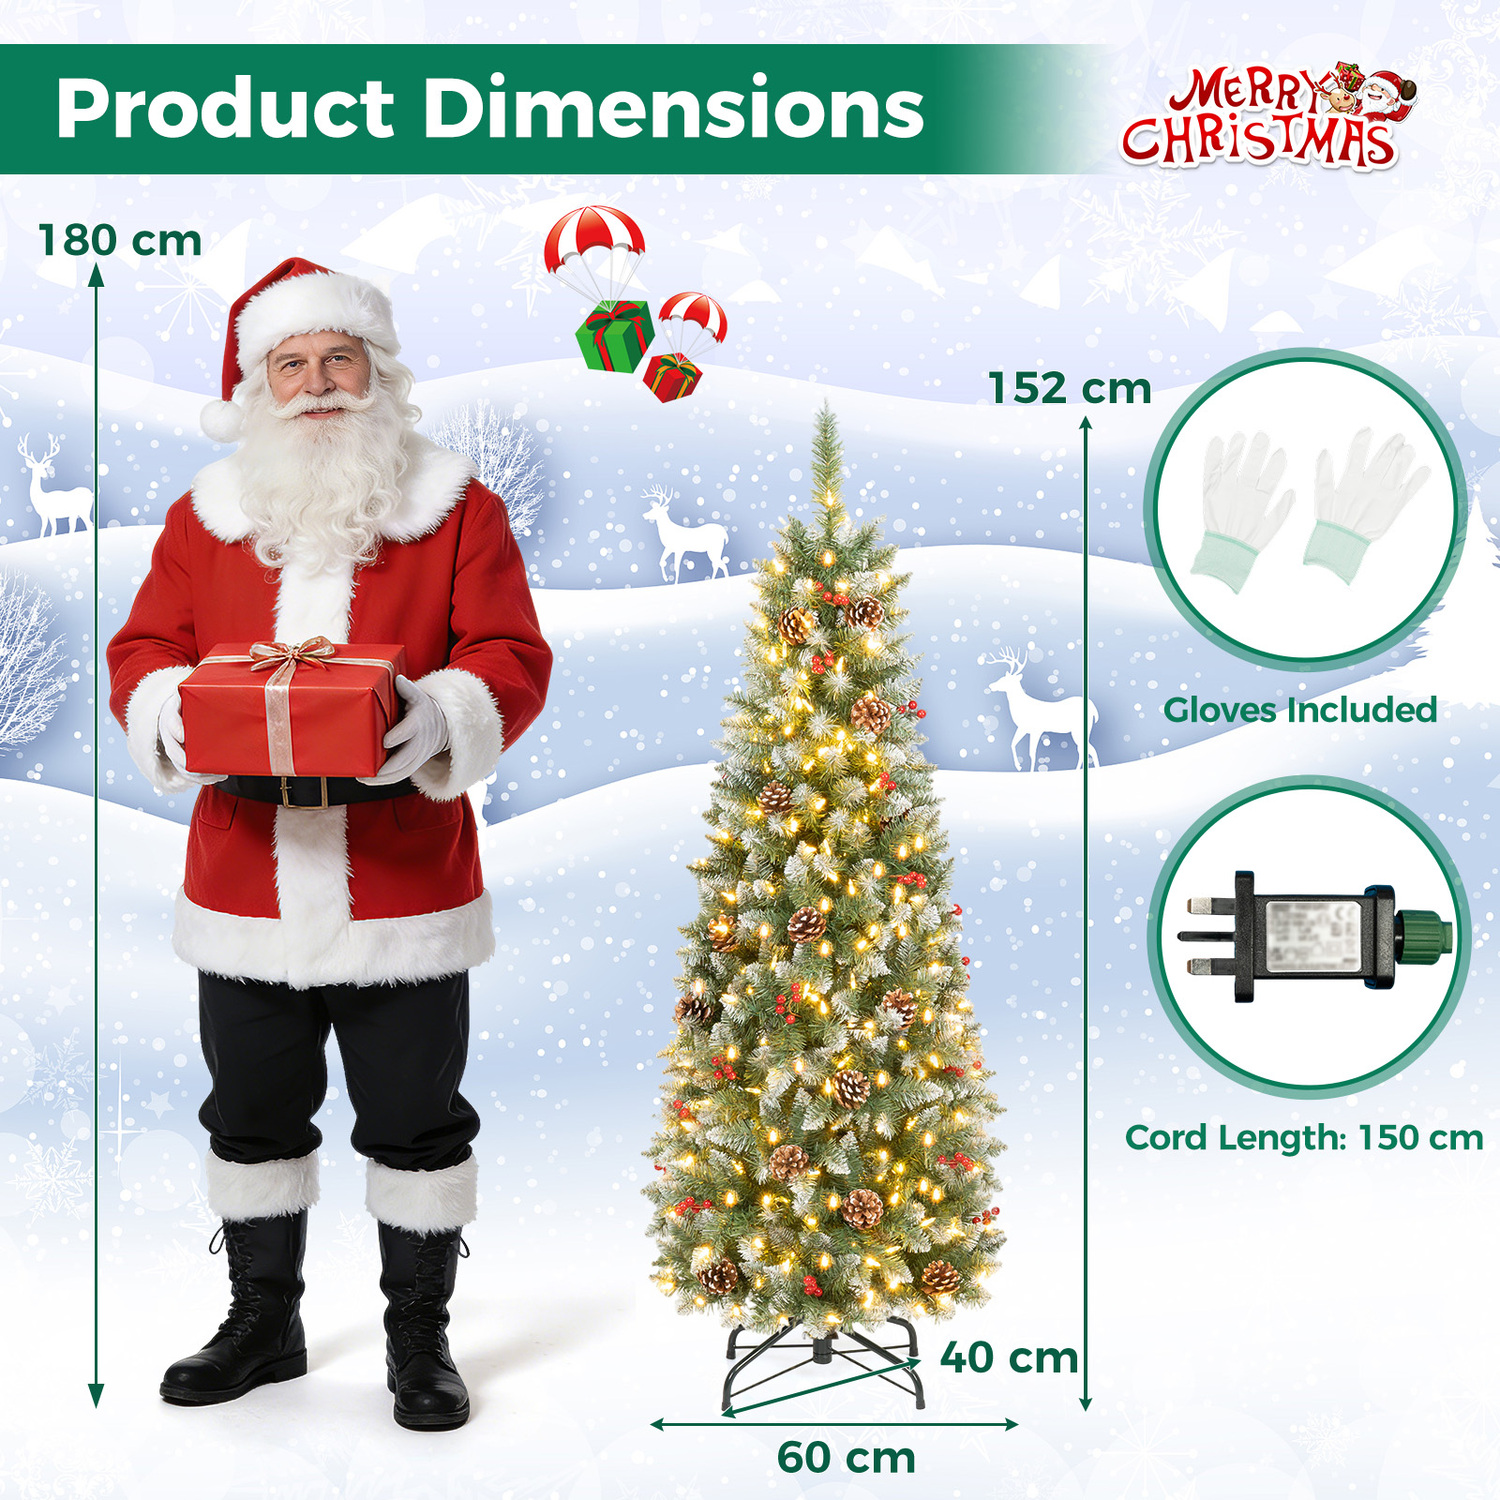 Product Dimensions
MERRY
CHRiSTMAS
180 cm
152 cm
Gloves Included
Cord Length: 150 cm
40 cm
60 cm